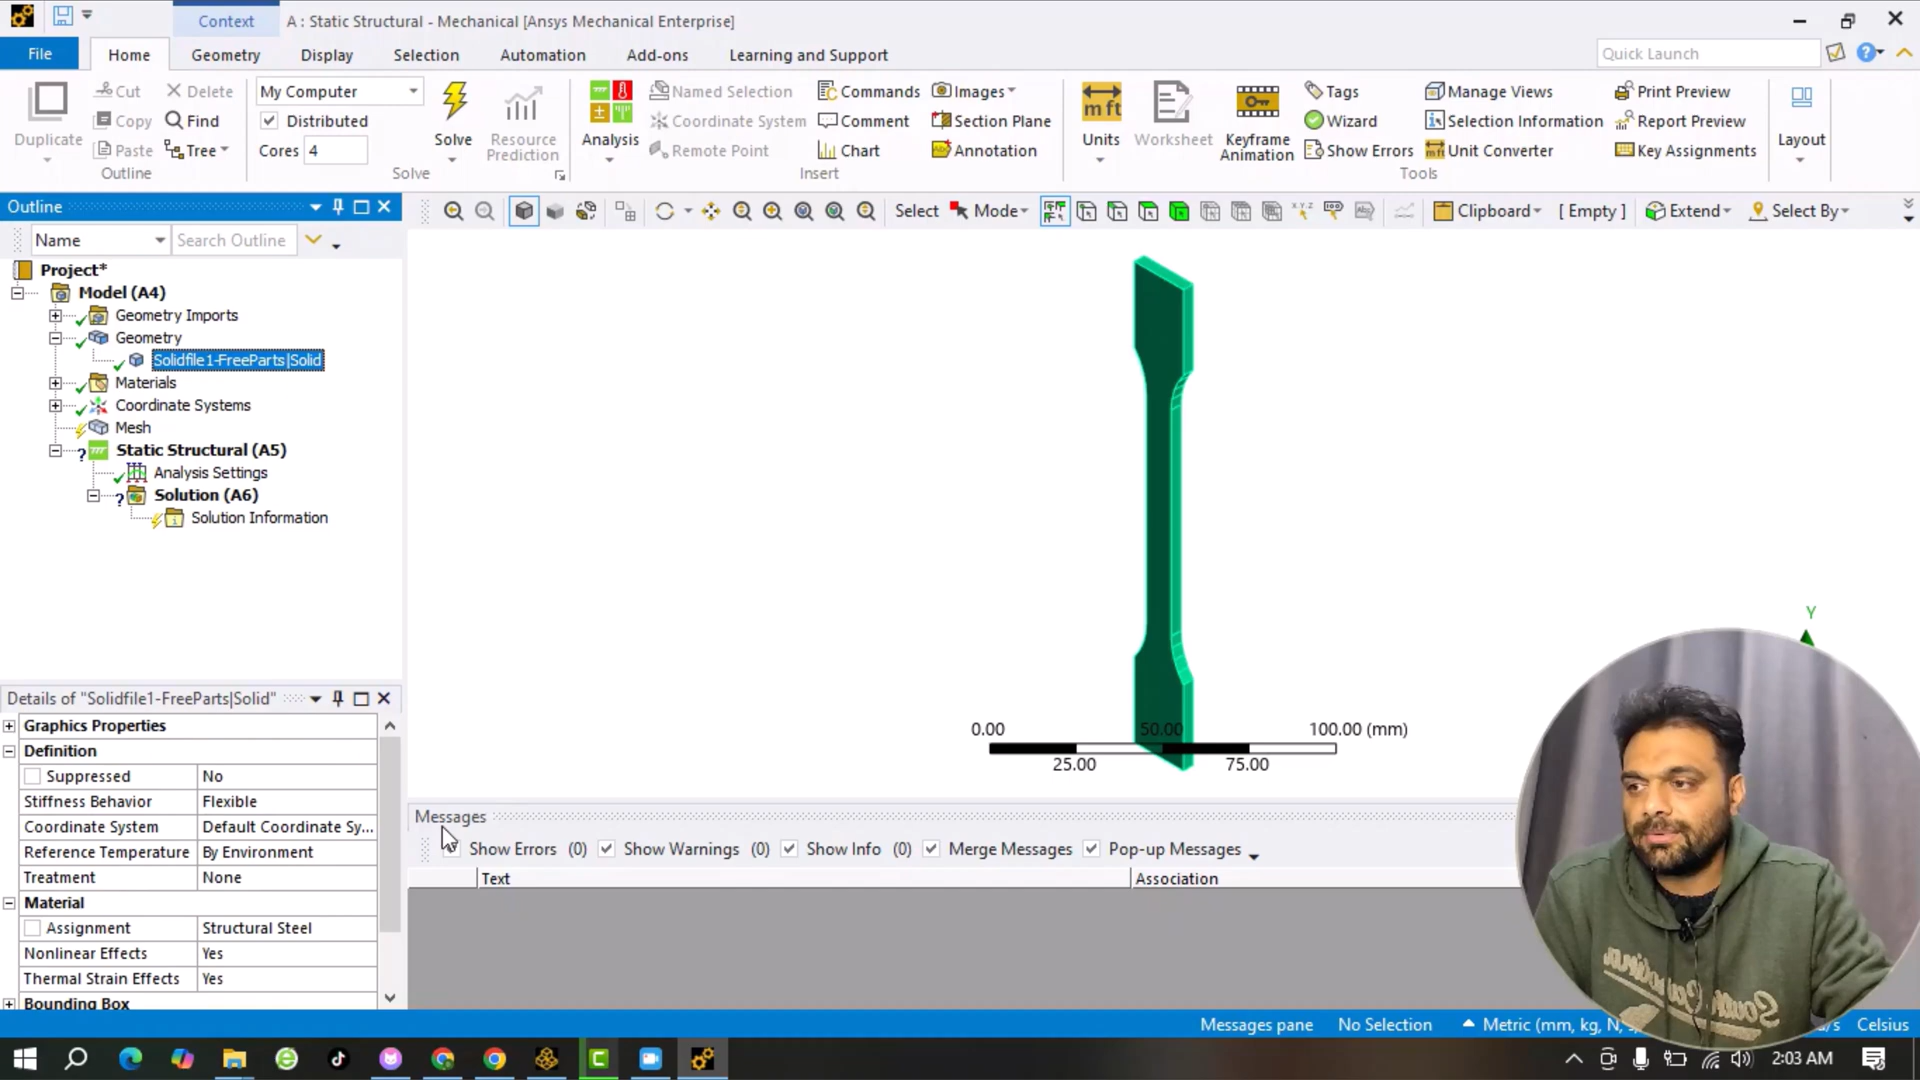 Context
A : Static Structural - Mechanical [Ansys Mechanical Enterprise]
File
Home
Geometry
Display
Selection
Automation
Add-ons
Learning and Support
Quick Launch
Duplicate
Cut
Delete
Copy
Find
Paste
Tree
Outline
My Computer
Distributed
Cores 4
Solve
Resource
Prediction
Solve
Analysis
Named Selection
Coordinate System
Remote Point
Commands
Comment
Chart
Images
Section Plane
Annotation
Insert
Units
Worksheet
Keyframe
Animation
Tags
Wizard
Show Errors
Manage Views
Selection Information
Unit Converter
Print Preview
Report Preview
Key Assignments
Tools
Layout
Outline
Select
Mode
Clipboard
[ Empty ]
Extend
Select By
Name
Search Outline
Project*
Model (A4)
Geometry Imports
Geometry
Solidfile1-FreeParts|Solid
Materials
Coordinate Systems
Mesh
Static Structural (A5)
Analysis Settings
Solution (A6)
Solution Information
Y
0.00 50.00 100.00 (mm)
25.00 75.00
Details of "Solidfile1-FreeParts|Solid"
Graphics Properties
Definition
Suppressed No
Stiffness Behavior Flexible
Coordinate System Default Coordinate Sy...
Reference Temperature By Environment
Treatment None
Material
Assignment Structural Steel
Nonlinear Effects Yes
Thermal Strain Effects Yes
Bounding Box
Messages
Show Errors (0) Show Warnings (0) Show Info (0) Merge Messages Pop-up Messages
Text Association
Messages pane No Selection Metric (mm, kg, N, Celsius
2:03 AM